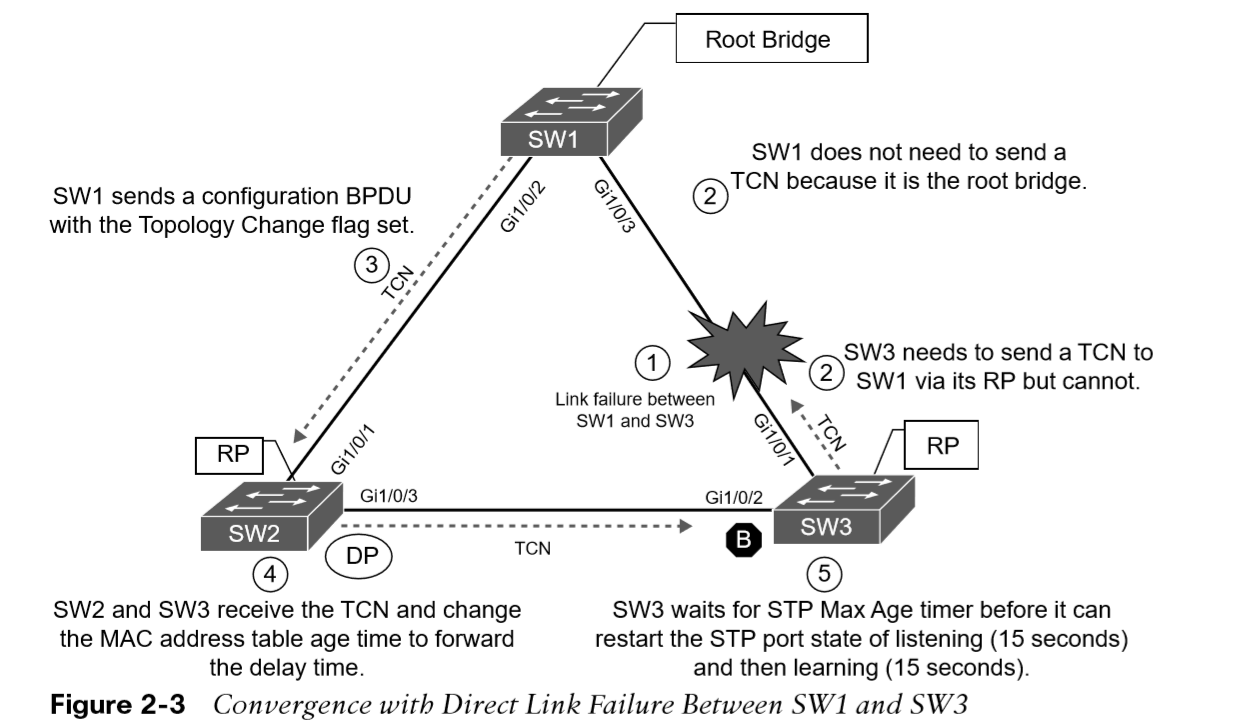 Root Bridge
SW1
SW1 does not need to send a
TCN because it is the root bridge.
2
SW1 sends a configuration BPDU
with the Topology Change flag set.
3
TCN
Gi1/0/2
Gi1/0/3
1
Link failure between
SW1 and SW3
2
SW3 needs to send a TCN to
SW1 via its RP but cannot.
TCN
Gi1/0/1
RP
RP
Gi1/0/1
SW2
Gi1/0/3
Gi1/0/2
SW3
DP
TCN
B
4
SW2 and SW3 receive the TCN and change
the MAC address table age time to forward
the delay time.
5
SW3 waits for STP Max Age timer before it can
restart the STP port state of listening (15 seconds)
and then learning (15 seconds).
Figure 2-3 Convergence with Direct Link Failure Between SW1 and SW3